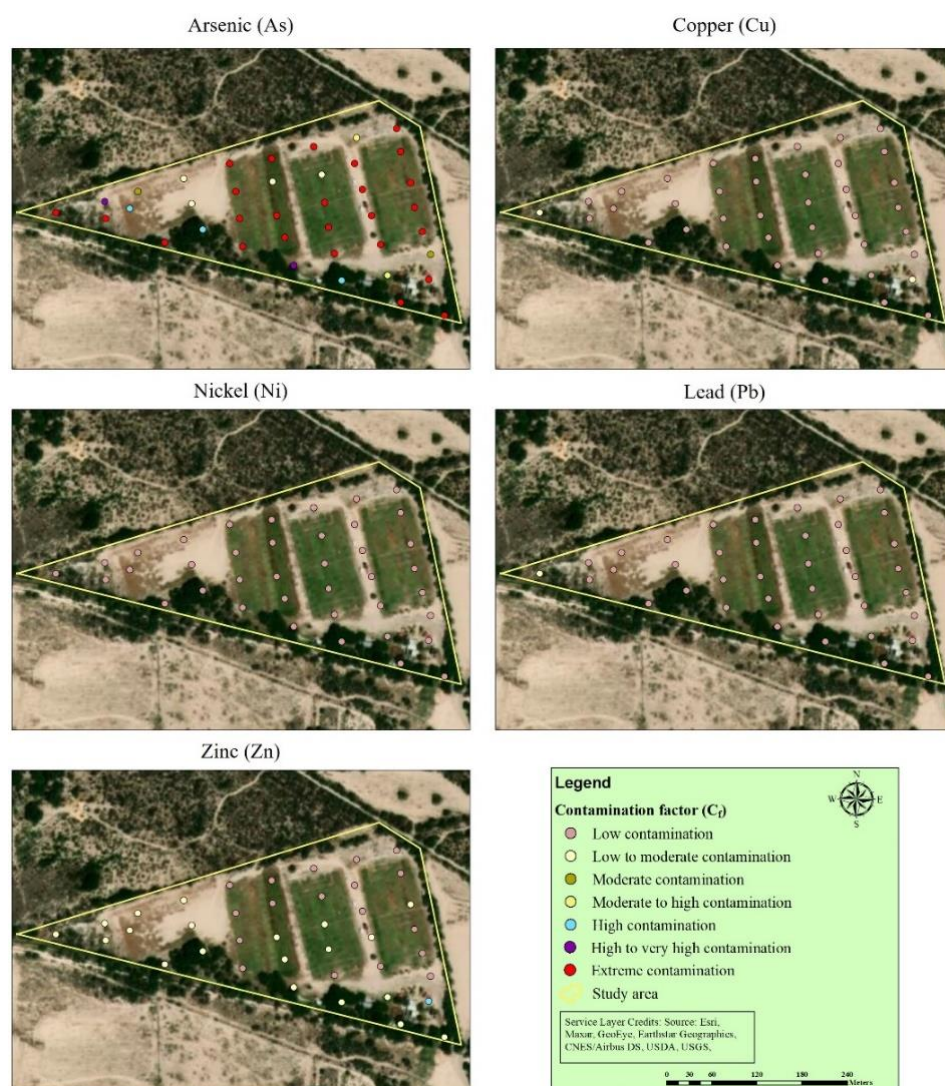 Arsenic (As)
Copper (Cu)
Nickel (Ni)
Lead (Pb)
Zinc (Zn)
Legend
N
W E
S
Contamination factor (Cf)
Low contamination
Low to moderate contamination
Moderate contamination
Moderate to high contamination
High contamination
High to very high contamination
Extreme contamination
Study area
Service Layer Credits: Source: Esri,
Maxar, GeoEye, Earthstar Geographics,
CNES/Airbus DS, USDA, USGS,
0 30 60 120 180 240
Meters